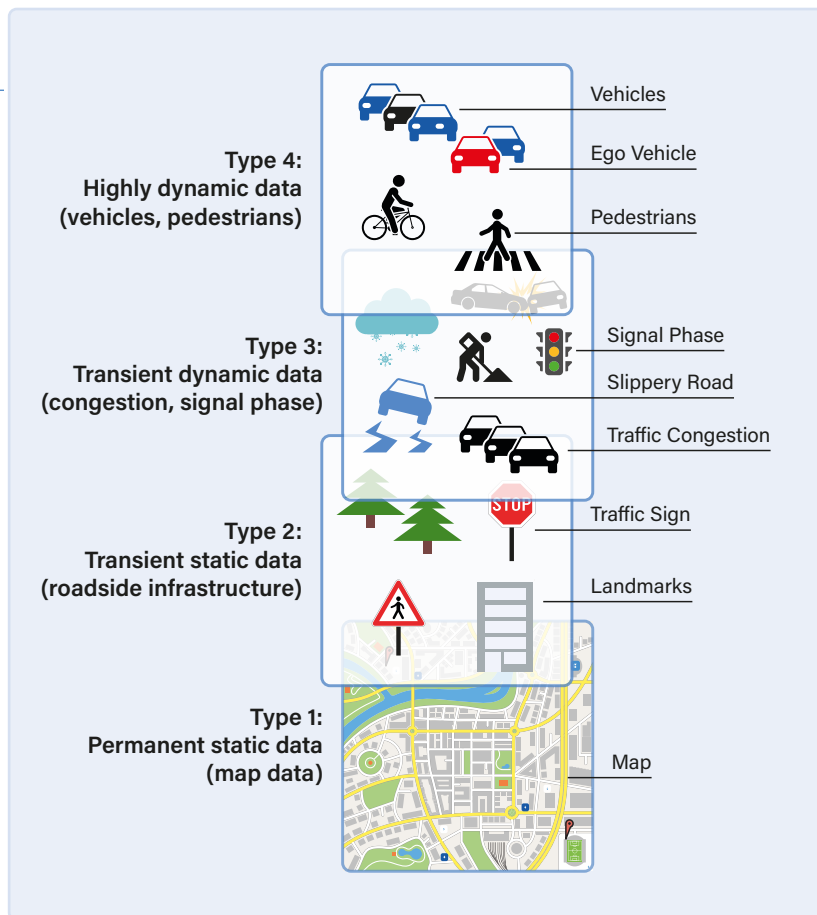 Vehicles
Type 4:
Highly dynamic data
(vehicles, pedestrians)
Ego Vehicle
Pedestrians
Type 3:
Transient dynamic data
(congestion, signal phase)
Signal Phase
Slippery Road
Traffic Congestion
Type 2:
Transient static data
(roadside infrastructure)
STOP
Traffic Sign
Landmarks
Type 1:
Permanent static data
(map data)
Map